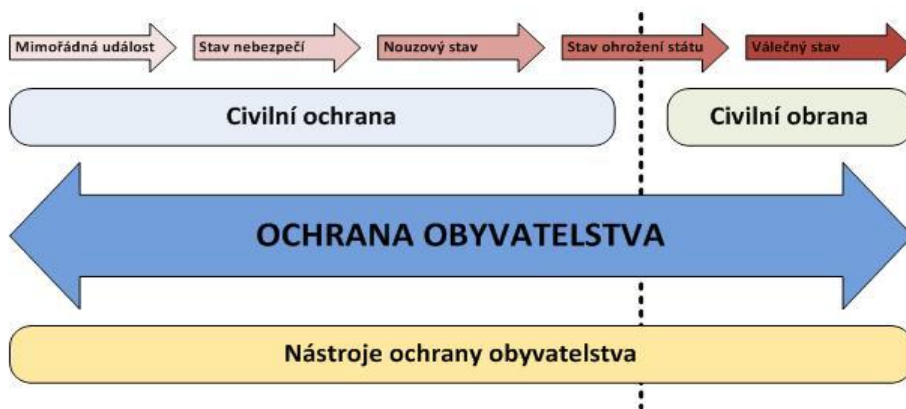 Mimořádná událost
Stav nebezpečí
Nouzový stav
Stav ohrožení státu
Válečný stav
Civilní ochrana
Civilní obrana
OCHRANA OBYVATELSTVA
Nástroje ochrany obyvatelstva